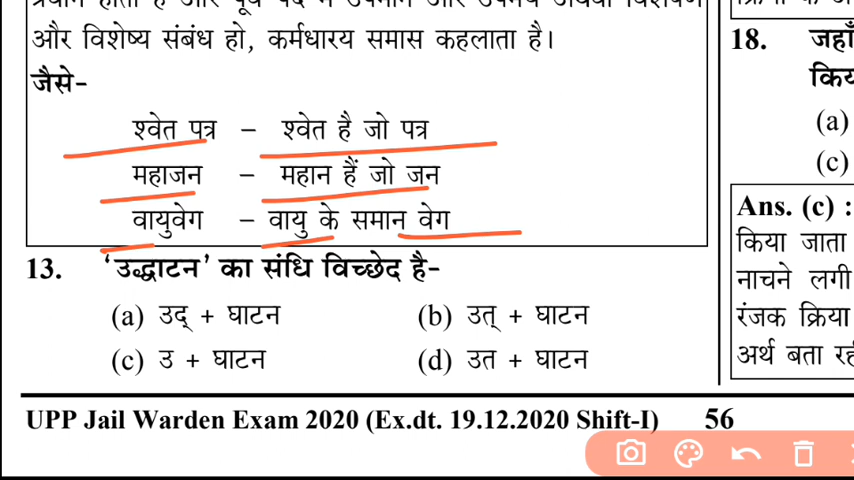 और विशेष्य संबंध हो, कर्मधारय समास कहलाता है।
जैसे-
श्वेत पत्र – श्वेत है जो पत्र
महाजन – महान हैं जो जन
वायुवेग – वायु के समान वेग
13. 'उद्घाटन' का संधि विच्छेद है-
(a) उद् + घाटन (b) उत् + घाटन
(c) उ + घाटन (d) उत + घाटन
UPP Jail Warden Exam 2020 (Ex.dt. 19.12.2020 Shift-I) 56
18. जहाँ
(a)
(c)
Ans. (c) :
किया जाता
नाचने लगी
रंजक क्रिया
अर्थ बता